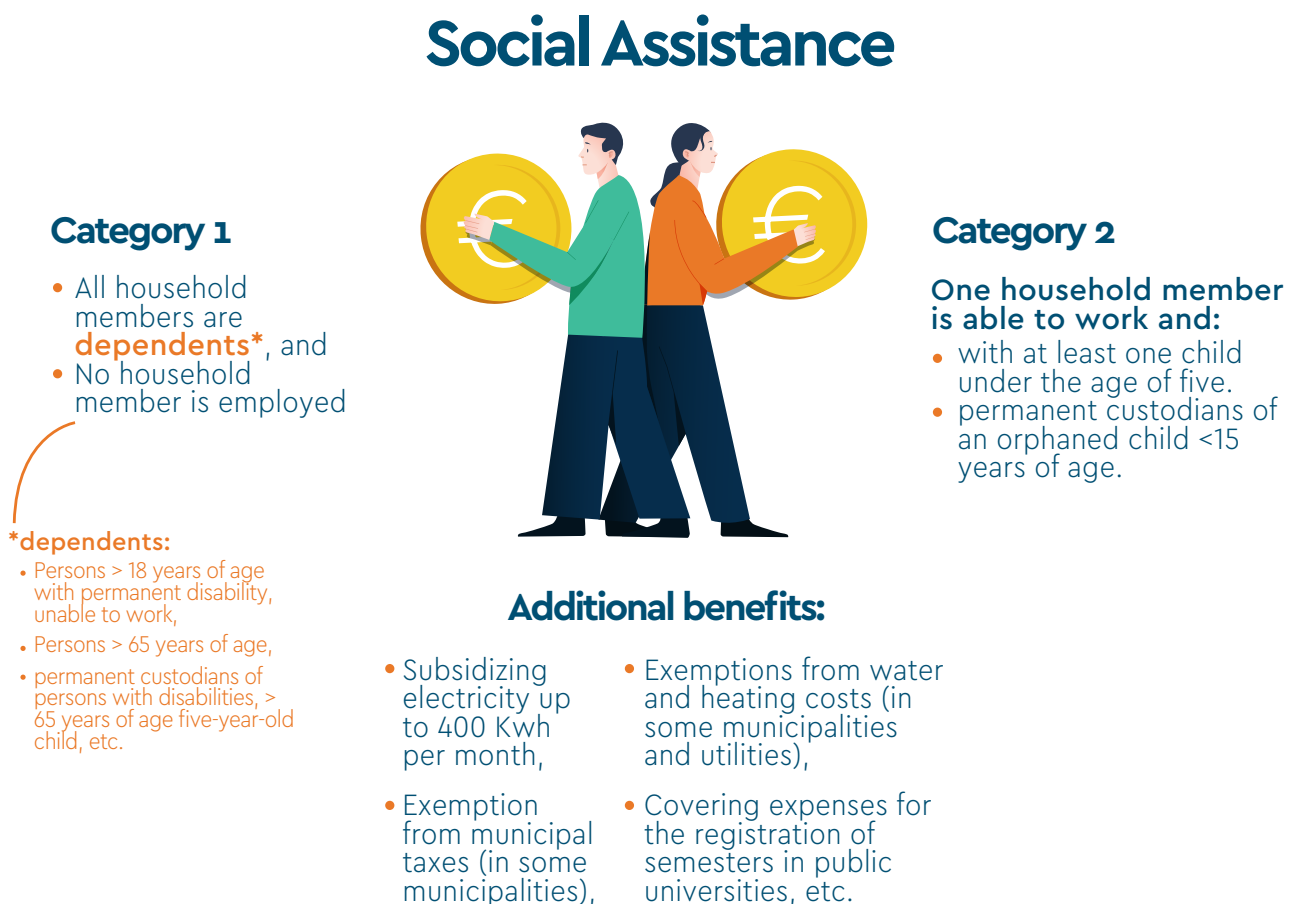 Social Assistance
Category 1
• All household
members are
dependents*, and
• No household
member is employed
*dependents:
• Persons > 18 years of age
with permanent disability,
unable to work,
• Persons > 65 years of age,
• permanent custodians of
persons with disabilities, >
65 years of age five-year-old
child, etc.
Category 2
One household member
is able to work and:
• with at least one child
under the age of five.
• permanent custodians of
an orphaned child <15
years of age.
Additional benefits:
• Subsidizing
electricity up
to 400 Kwh
per month,
• Exemption
from municipal
taxes (in some
municipalities),
• Exemptions from water
and heating costs (in
some municipalities
and utilities),
• Covering expenses for
the registration of
semesters in public
universities, etc.